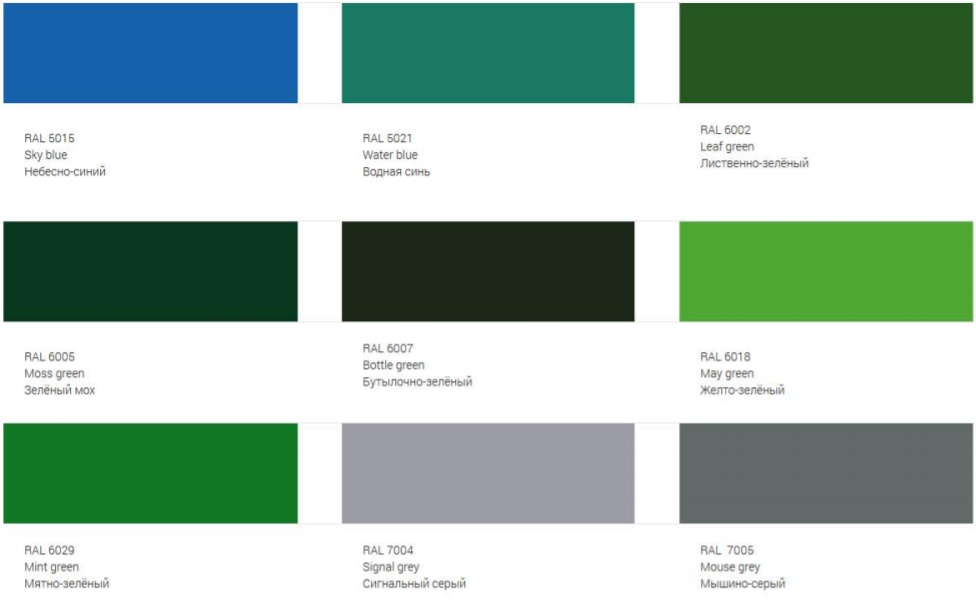 RAL 5015
Sky blue
Небесно-синий
RAL 5021
Water blue
Водная синь
RAL 6002
Leaf green
Лиственно-зелёный
RAL 6005
Moss green
Зелёный мох
RAL 6007
Bottle green
Бутылочно-зелёный
RAL 6018
May green
Желто-зелёный
RAL 6029
Mint green
Мятно-зелёный
RAL 7004
Signal grey
Сигнальный серый
RAL 7005
Mouse grey
Мышино-серый